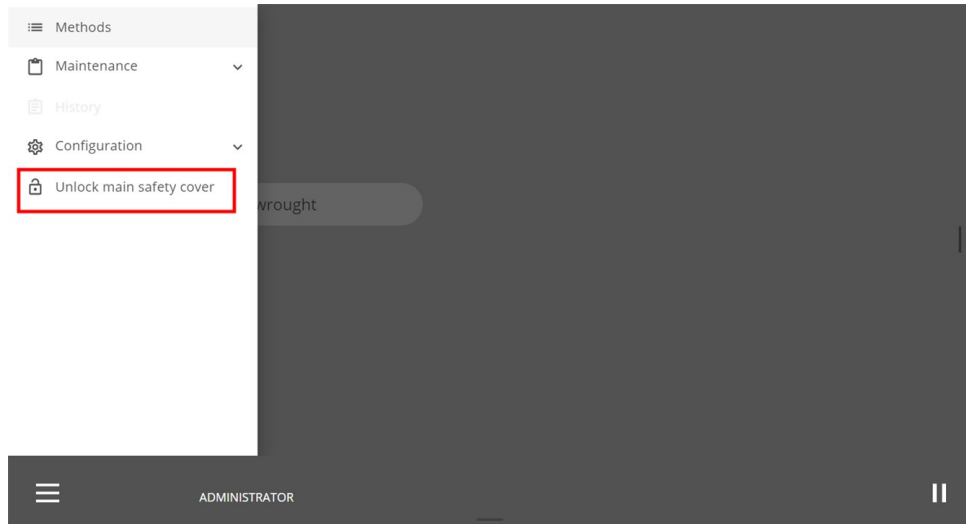 Methods
Maintenance
History
Configuration
Unlock main safety cover
wrought
ADMINISTRATOR